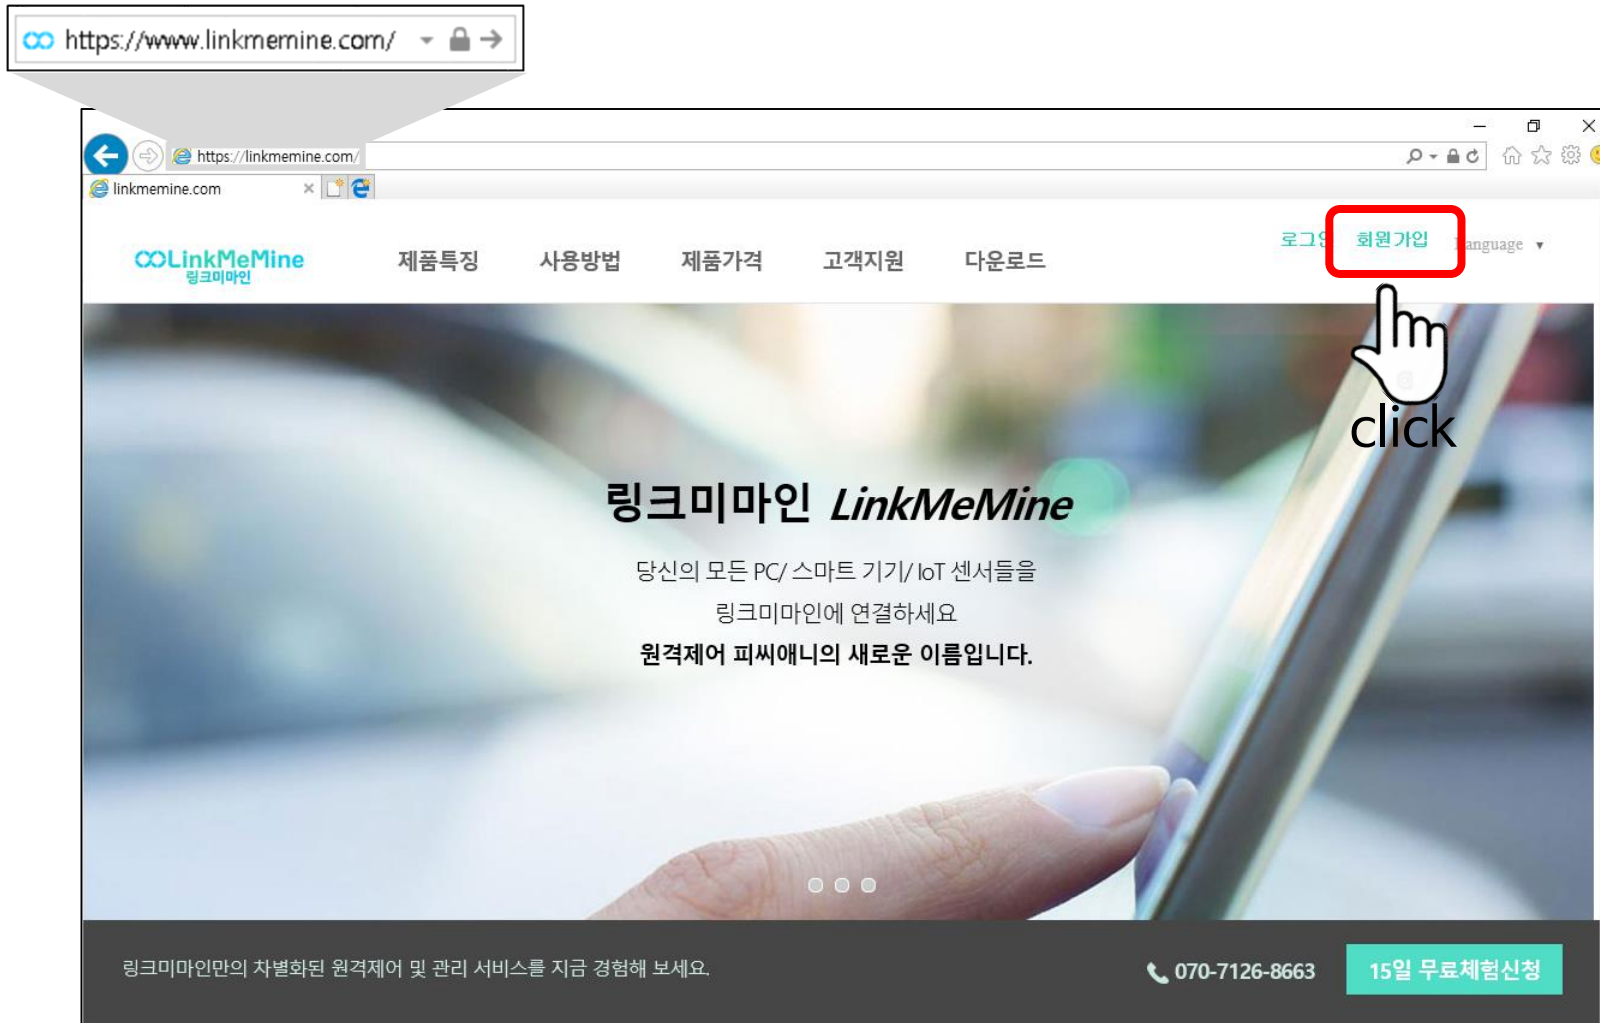 https://www.linkmemine.com/
https://linkmemine.com/
linkmemine.com
로그인 회원가입 Language
LinkMeMine
링크미마인
제품특징 사용방법 제품가격 고객지원 다운로드
click
링크미마인 LinkMeMine
당신의 모든 PC/ 스마트 기기/ IoT 센서들을
링크미마인에 연결하세요
원격제어 피씨애니의 새로운 이름입니다.
링크미마인만의 차별화된 원격제어 및 관리 서비스를 지금 경험해 보세요.
070-7126-8663
15일 무료체험신청